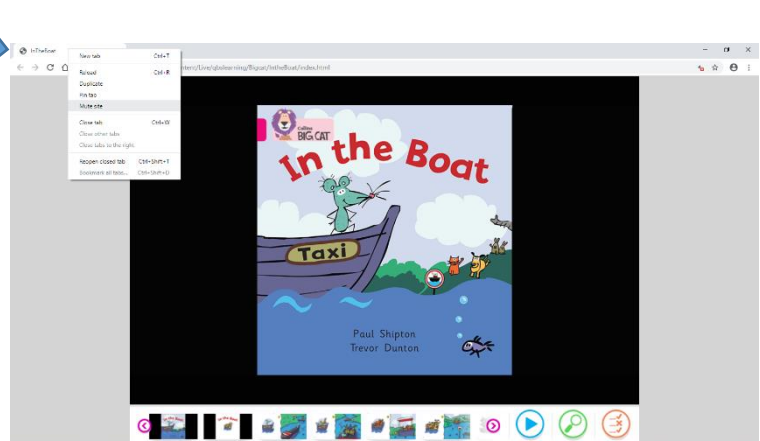 InTheBoat
New tab Ctrl+T
Reload Ctrl+R
Duplicate
Pin tab
Mute site
Close tab Ctrl+W
Close other tabs
Close tabs to the right
Reopen closed tab Ctrl+Shift+T
Bookmark all tabs... Ctrl+Shift+D
Collins
BIG CAT
In the Boat
Taxi
Paul Shipton
Trevor Dunton